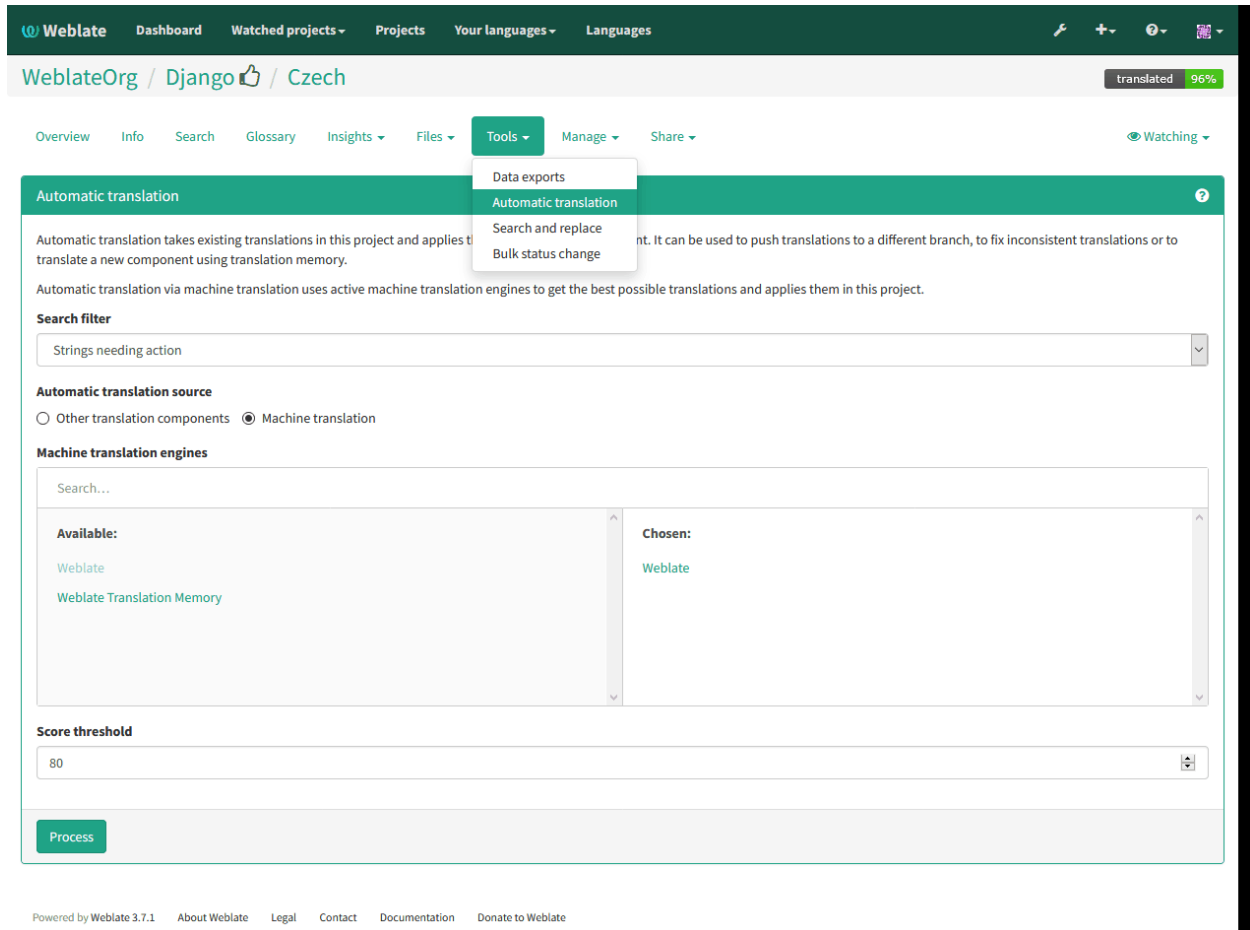 Weblate Dashboard Watched projects Projects Your languages Languages
WeblateOrg / Django / Czech translated 96%
Overview Info Search Glossary Insights Files Tools Manage Share Watching
Data exports
Automatic translation
Search and replace
Bulk status change
Automatic translation
Automatic translation takes existing translations in this project and applies t nt. It can be used to push translations to a different branch, to fix inconsistent translations or to
translate a new component using translation memory.
Automatic translation via machine translation uses active machine translation engines to get the best possible translations and applies them in this project.
Search filter
Strings needing action
Automatic translation source
Other translation components Machine translation
Machine translation engines
Search…
Available: Chosen:
Weblate Weblate
Weblate Translation Memory
Score threshold
80
Process
Powered by Weblate 3.7.1 About Weblate Legal Contact Documentation Donate to Weblate